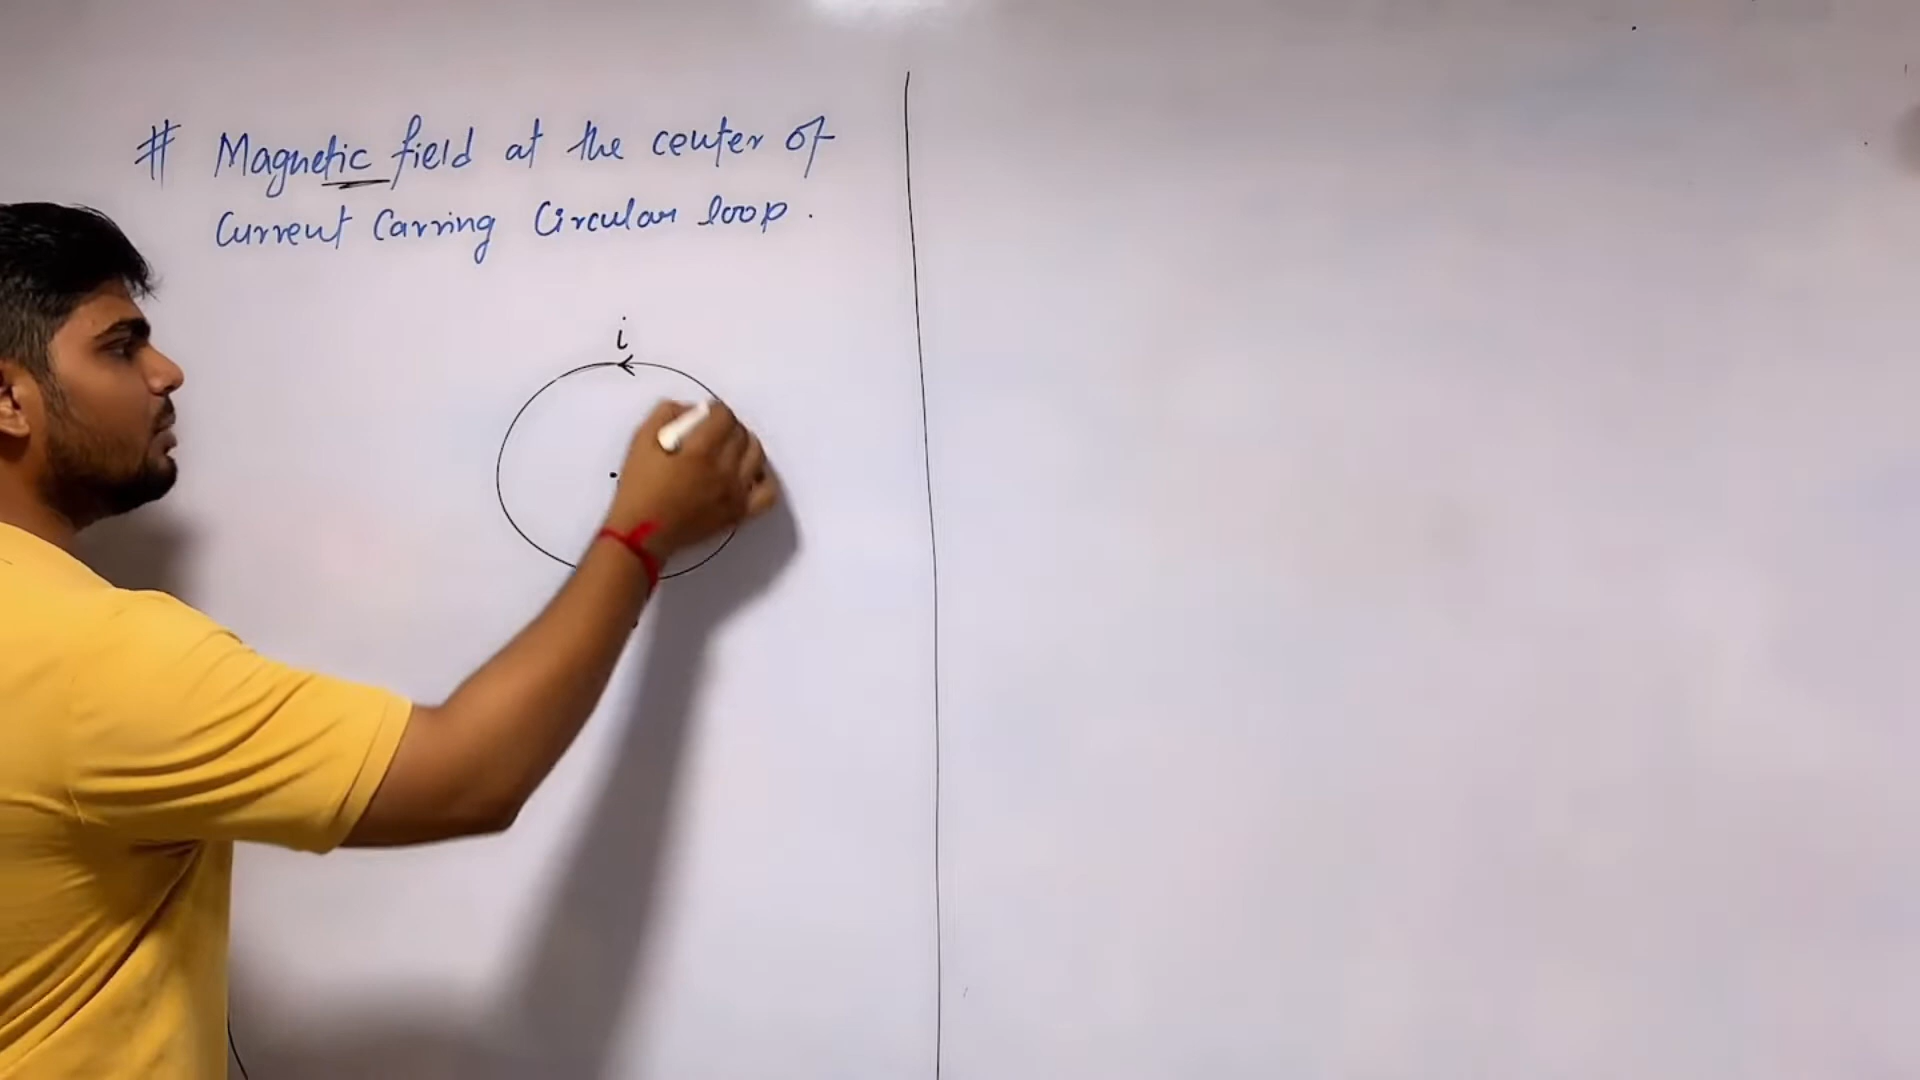 # Magnetic field at the center of
Current Carring Circular loop.
i